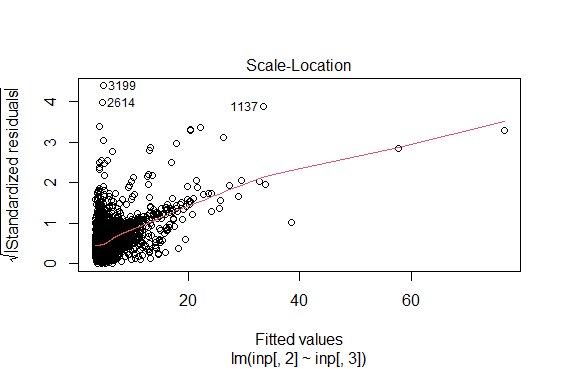 Scale-Location
√|Standardized residuals|
4
3
2
1
0
3199
2614
1137
20
40
60
Fitted values
lm(inp[, 2] ~ inp[, 3])